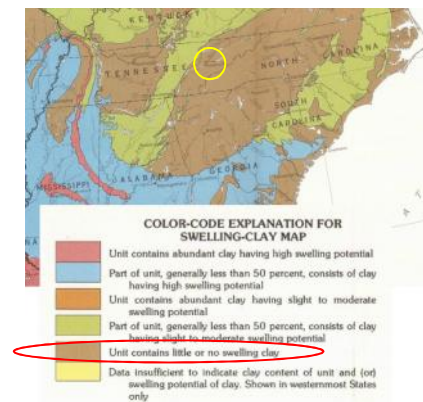 KENTUCKY
TENNESSEE
NORTH CAROLINA
SOUTH
CAROLINA
MISSISSIPPI
ALABAMA
GEORGIA
A T
COLOR-CODE EXPLANATION FOR
SWELLING-CLAY MAP
Unit contains abundant clay having high swelling potential
Part of unit, generally less than 50 percent, consists of clay
having high swelling potential
Unit contains abundant clay having slight to moderate
swelling potential
Part of unit, generally less than 50 percent, consists of clay
having slight to moderate swelling potential
Unit contains little or no swelling clay
Data insufficient to indicate clay content of unit and (or)
swelling potential of clay. Shown in westernmost States
only